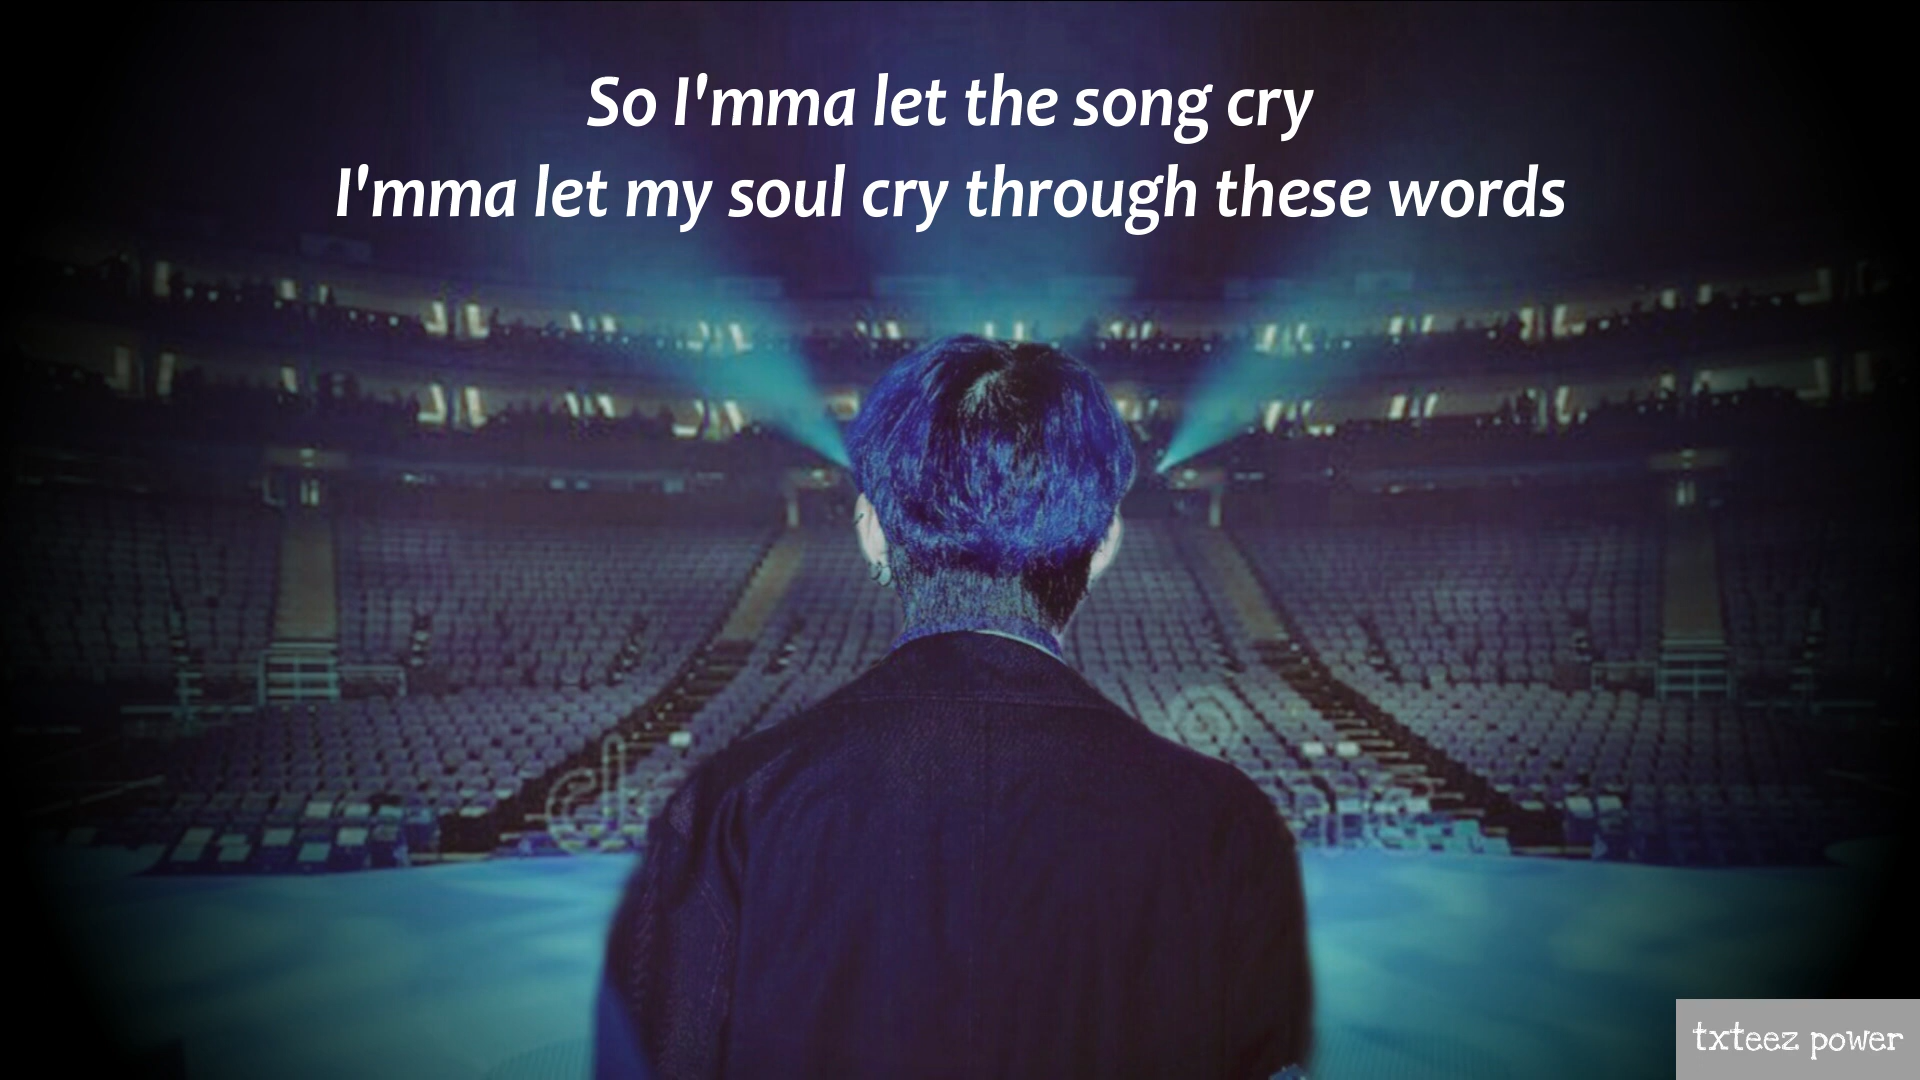 So I'mma let the song cry
I'mma let my soul cry through these words
txteez power